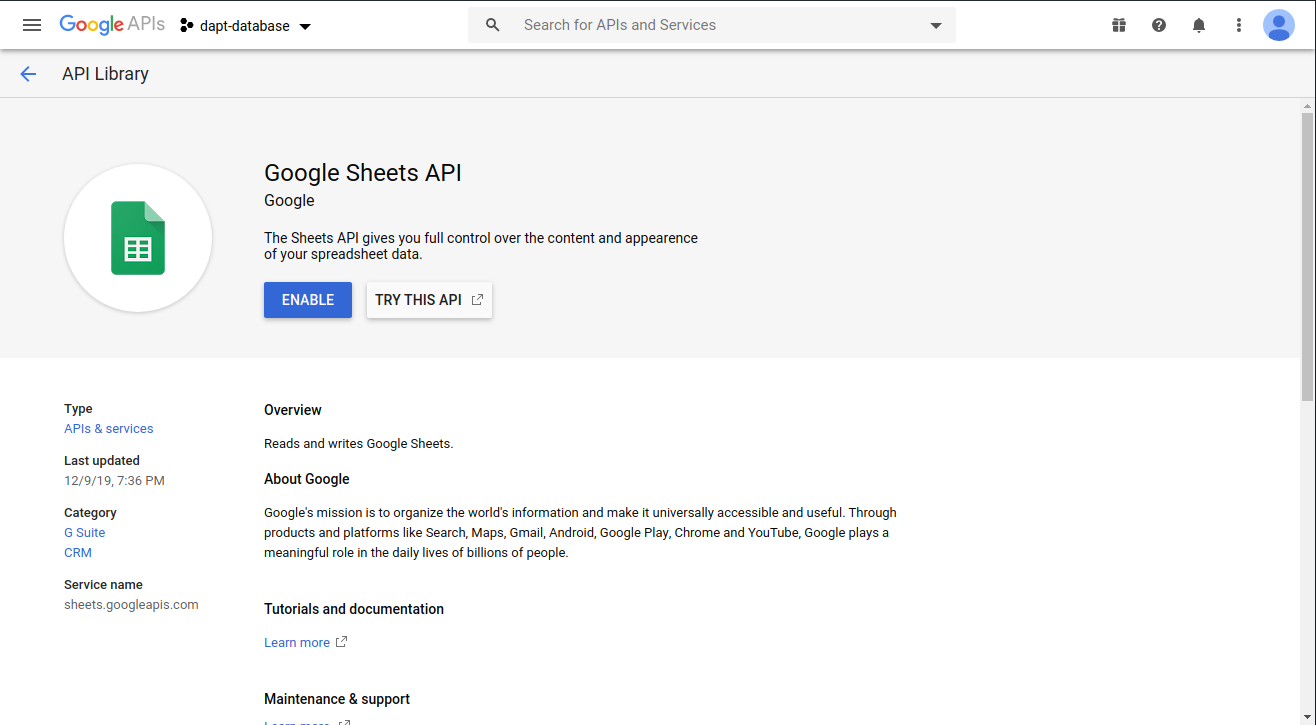 Google APIs dapt-database Search for APIs and Services
API Library
Google Sheets API
Google
The Sheets API gives you full control over the content and appearence
of your spreadsheet data.
ENABLE TRY THIS API
Type
APIs & services
Last updated
12/9/19, 7:36 PM
Category
G Suite
CRM
Service name
sheets.googleapis.com
Overview
Reads and writes Google Sheets.
About Google
Google's mission is to organize the world's information and make it universally accessible and useful. Through
products and platforms like Search, Maps, Gmail, Android, Google Play, Chrome and YouTube, Google plays a
meaningful role in the daily lives of billions of people.
Tutorials and documentation
Learn more
Maintenance & support
Learn more